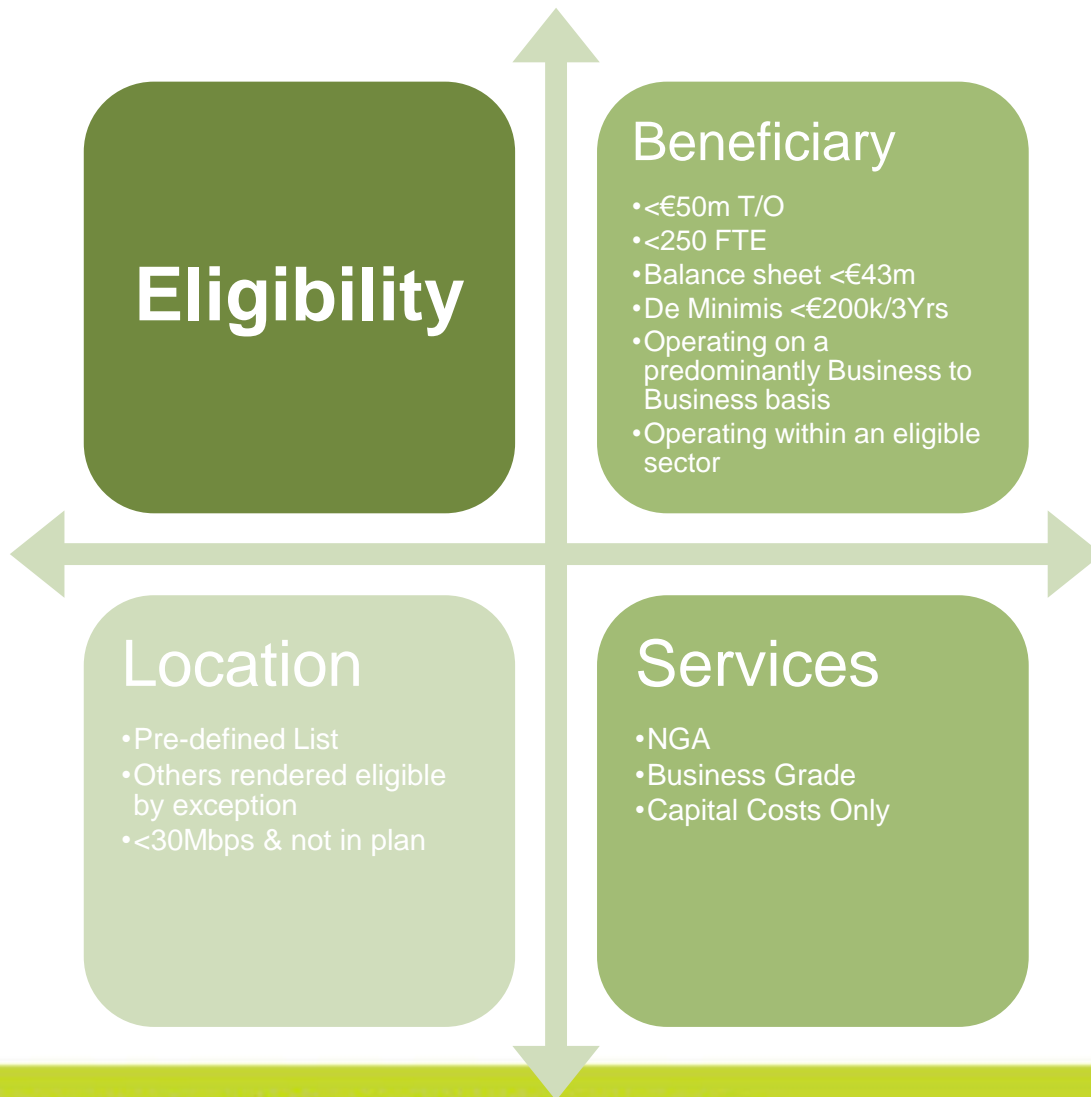 Eligibility
Beneficiary
•<€50m T/O
•<250 FTE
•Balance sheet <€43m
•De Minimis <€200k/3Yrs
•Operating on a
predominantly Business to
Business basis
•Operating within an eligible
sector
Location
•Pre-defined List
•Others rendered eligible
by exception
•<30Mbps & not in plan
Services
•NGA
•Business Grade
•Capital Costs Only